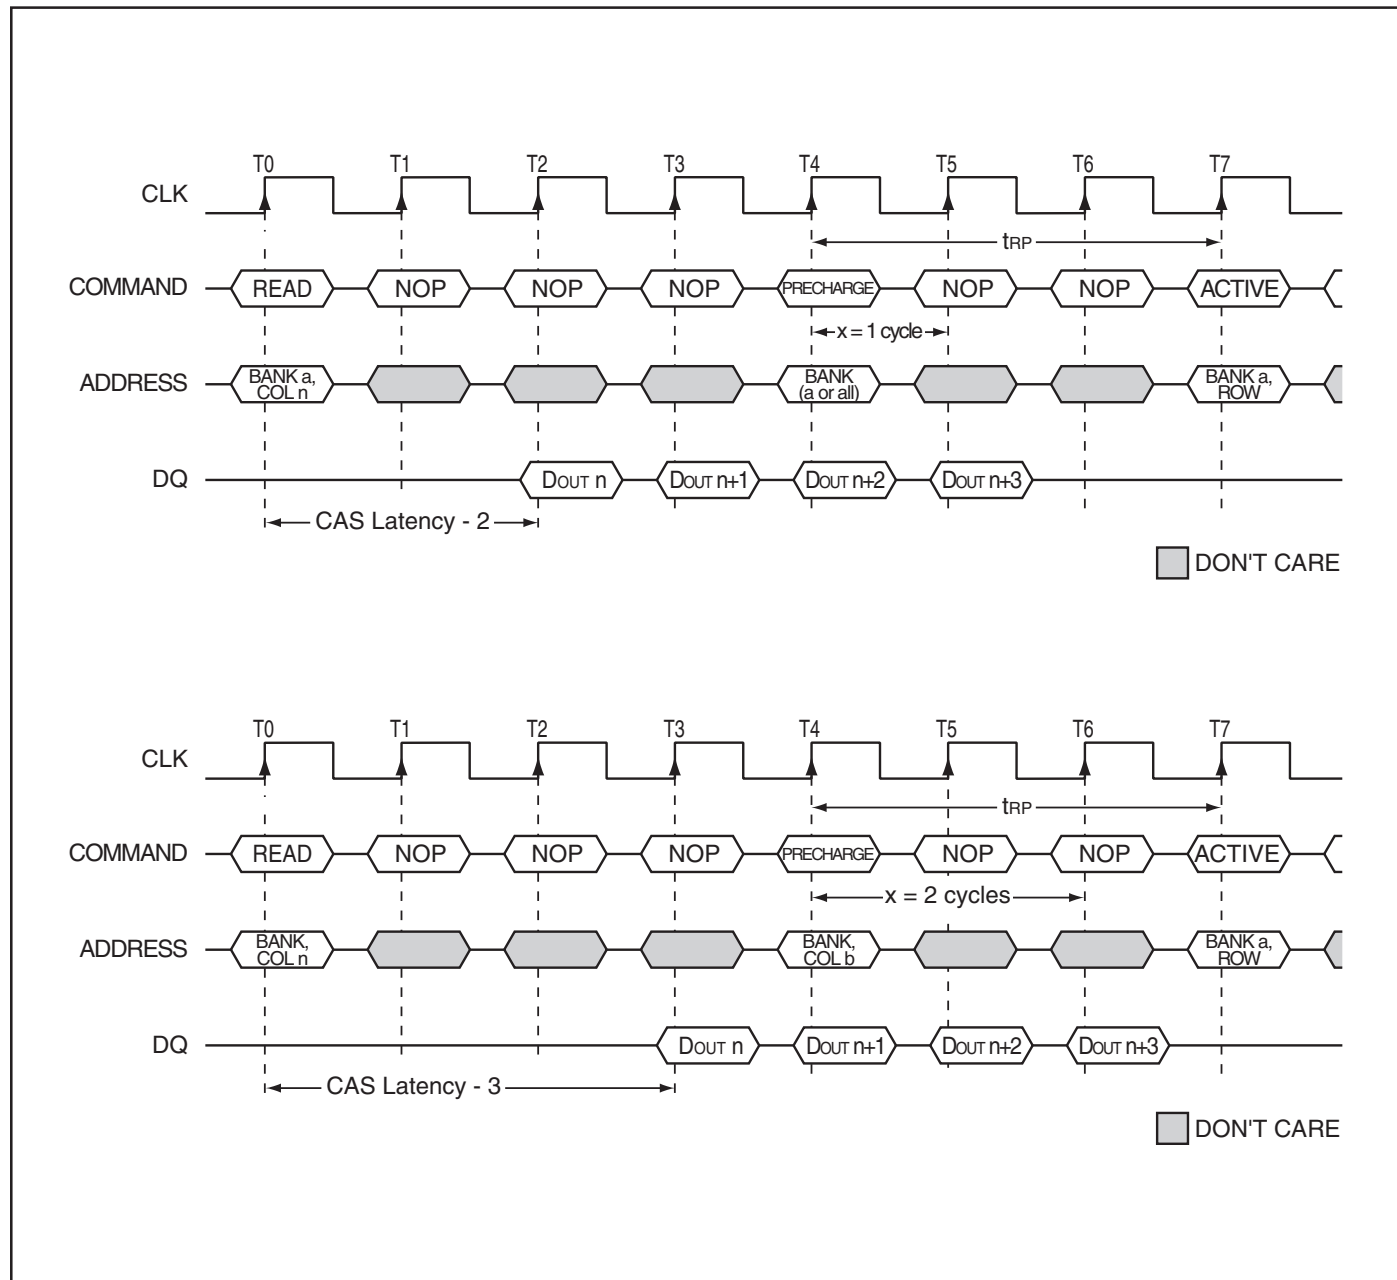 T0 T1 T2 T3 T4 T5 T6 T7
CLK
tRP
COMMAND READ NOP NOP NOP PRECHARGE NOP NOP ACTIVE
x = 1 cycle
ADDRESS BANK a, COL n BANK (a or all) BANK a, ROW
DQ DOUT n DOUT n+1 DOUT n+2 DOUT n+3
CAS Latency - 2
DON'T CARE
T0 T1 T2 T3 T4 T5 T6 T7
CLK
tRP
COMMAND READ NOP NOP NOP PRECHARGE NOP NOP ACTIVE
x = 2 cycles
ADDRESS BANK, COL n BANK, COL b BANK a, ROW
DQ DOUT n DOUT n+1 DOUT n+2 DOUT n+3
CAS Latency - 3
DON'T CARE